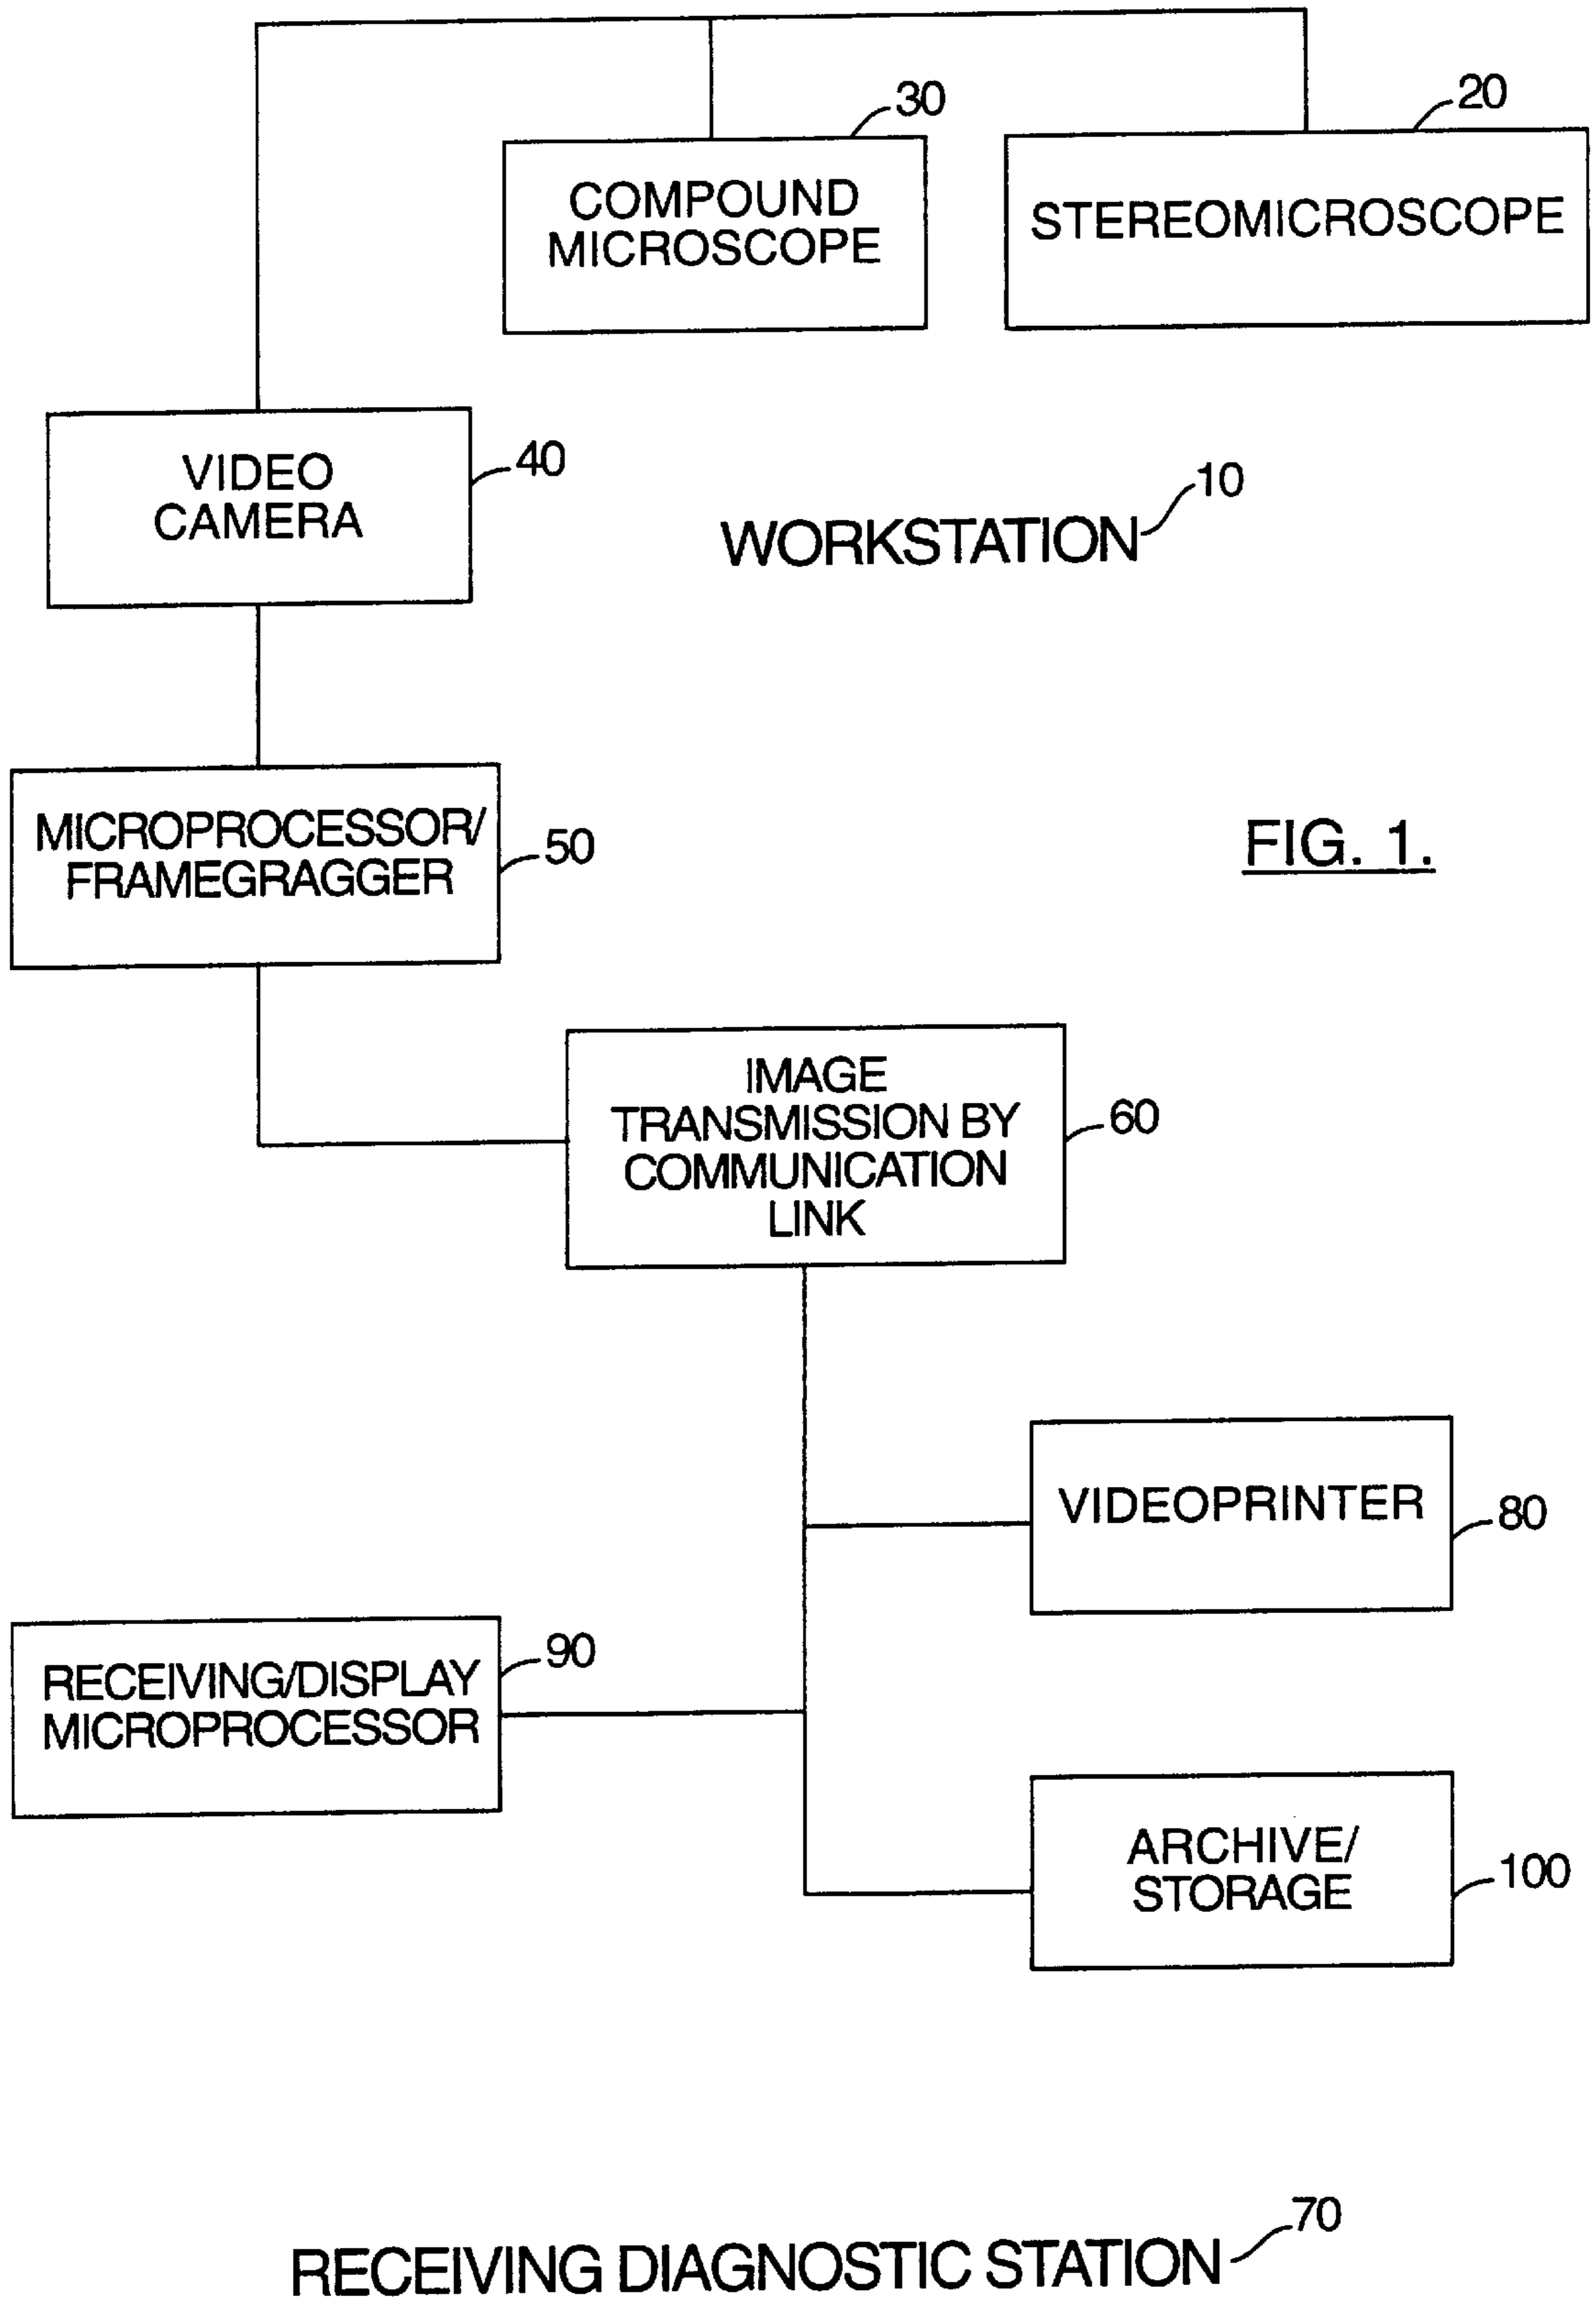 30
20
COMPOUND
MICROSCOPE
STEREOMICROSCOPE
VIDEO
CAMERA
40
10
WORKSTATION
MICROPROCESSOR/
FRAMEGRAGGER
50
FIG. 1.
IMAGE
TRANSMISSION BY
COMMUNICATION
LINK
60
VIDEOPRINTER
80
RECEIVING/DISPLAY
MICROPROCESSOR
90
ARCHIVE/
STORAGE
100
RECEIVING DIAGNOSTIC STATION
70